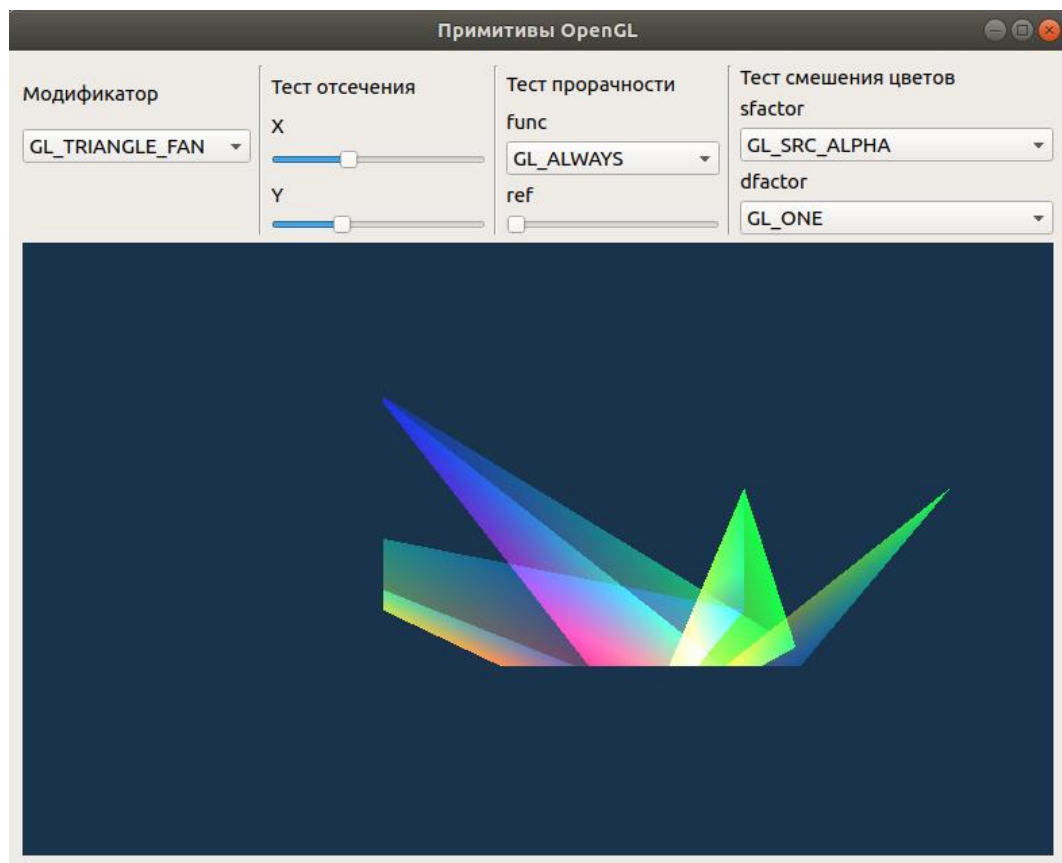 Примитивы OpenGL
Модификатор
GL_TRIANGLE_FAN
Тест отсечения
X
Y
Тест прорачности
func
GL_ALWAYS
ref
Тест смешения цветов
sfactor
GL_SRC_ALPHA
dfactor
GL_ONE